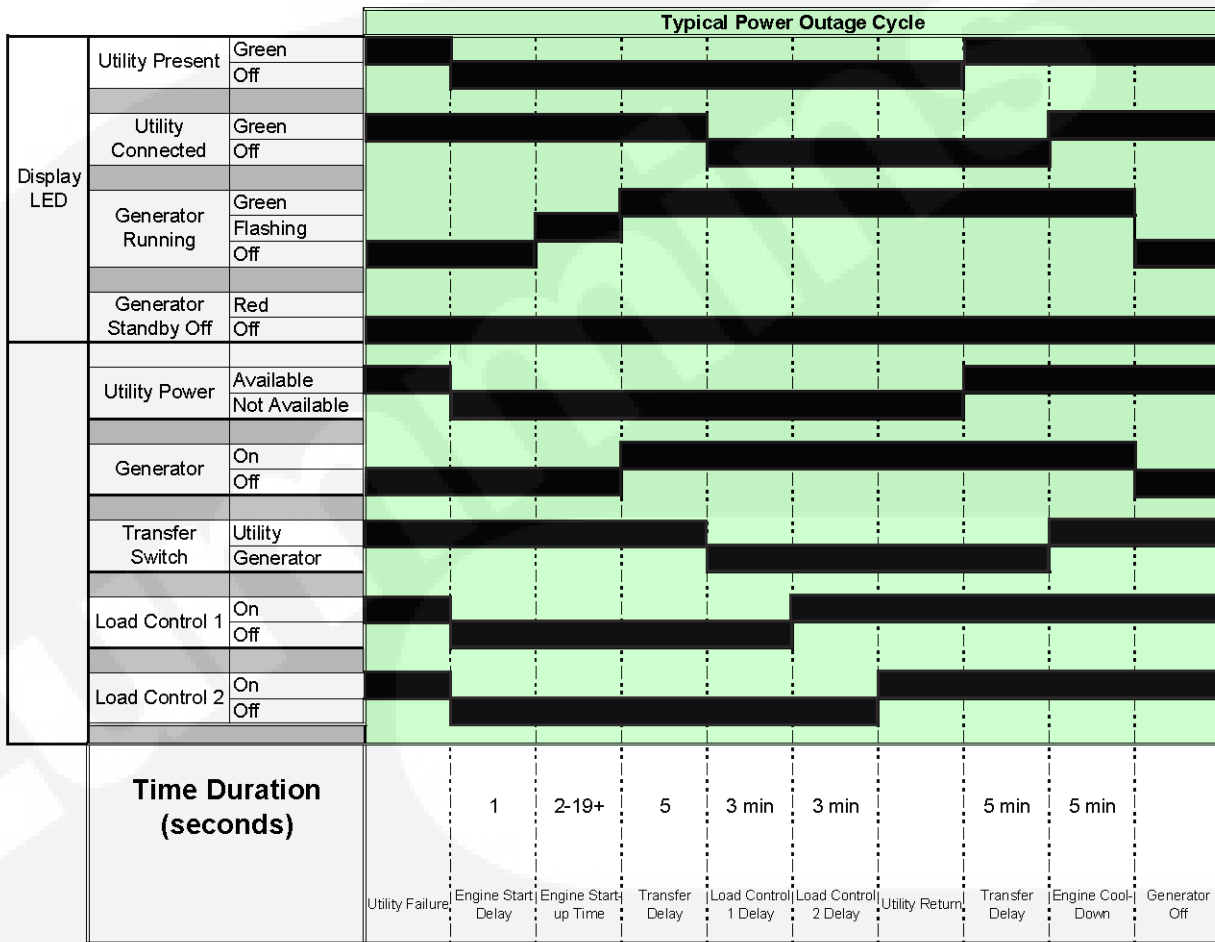 Typical Power Outage Cycle
Display
LED
Utility Present
Green
Off
Utility
Connected
Green
Off
Generator
Running
Green
Flashing
Off
Generator
Standby Off
Red
Off
Utility Power
Available
Not Available
Generator
On
Off
Transfer
Switch
Utility
Generator
Load Control 1
On
Off
Load Control 2
On
Off
Time Duration
(seconds)
1
2-19+
5
3 min
3 min
5 min
5 min
Utility Failure
Engine Start
Delay
Engine Start-
up Time
Transfer
Delay
Load Control
1 Delay
Load Control
2 Delay
Utility Return
Transfer
Delay
Engine Cool-
Down
Generator
Off
Cummins